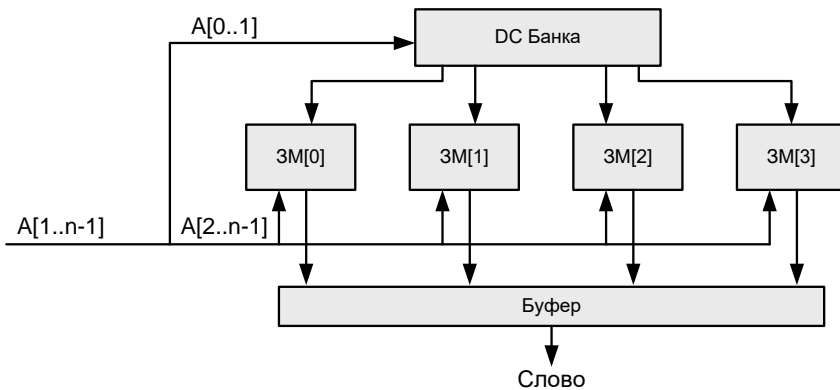 A[0..1]
DC Банка
ЗМ[0]
ЗМ[1]
ЗМ[2]
ЗМ[3]
A[1..n-1]
A[2..n-1]
Буфер
Слово